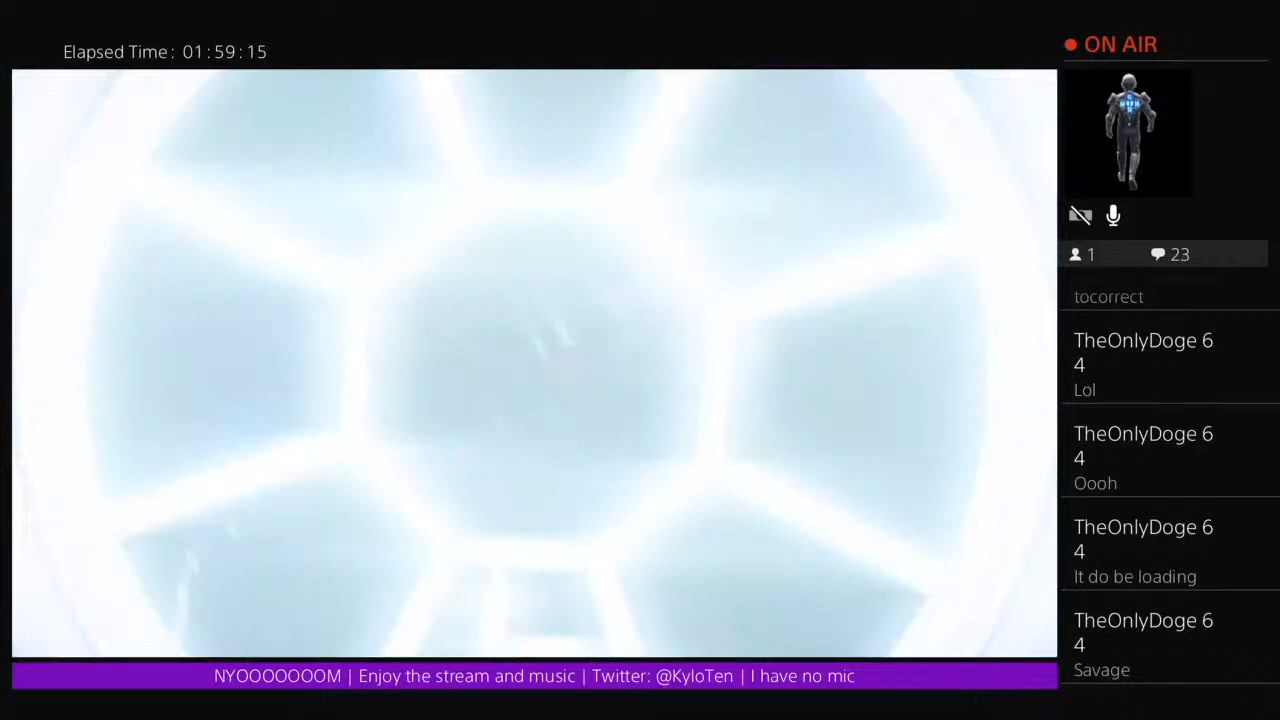 Elapsed Time: 01:59:15
ON AIR
1 23
tocorrect
TheOnlyDoge 6
4
Lol
TheOnlyDoge 6
4
Oooh
TheOnlyDoge 6
4
It do be loading
TheOnlyDoge 6
4
Savage
NYOOOOOOOM | Enjoy the stream and music | Twitter: @KyloTen | I have no mic